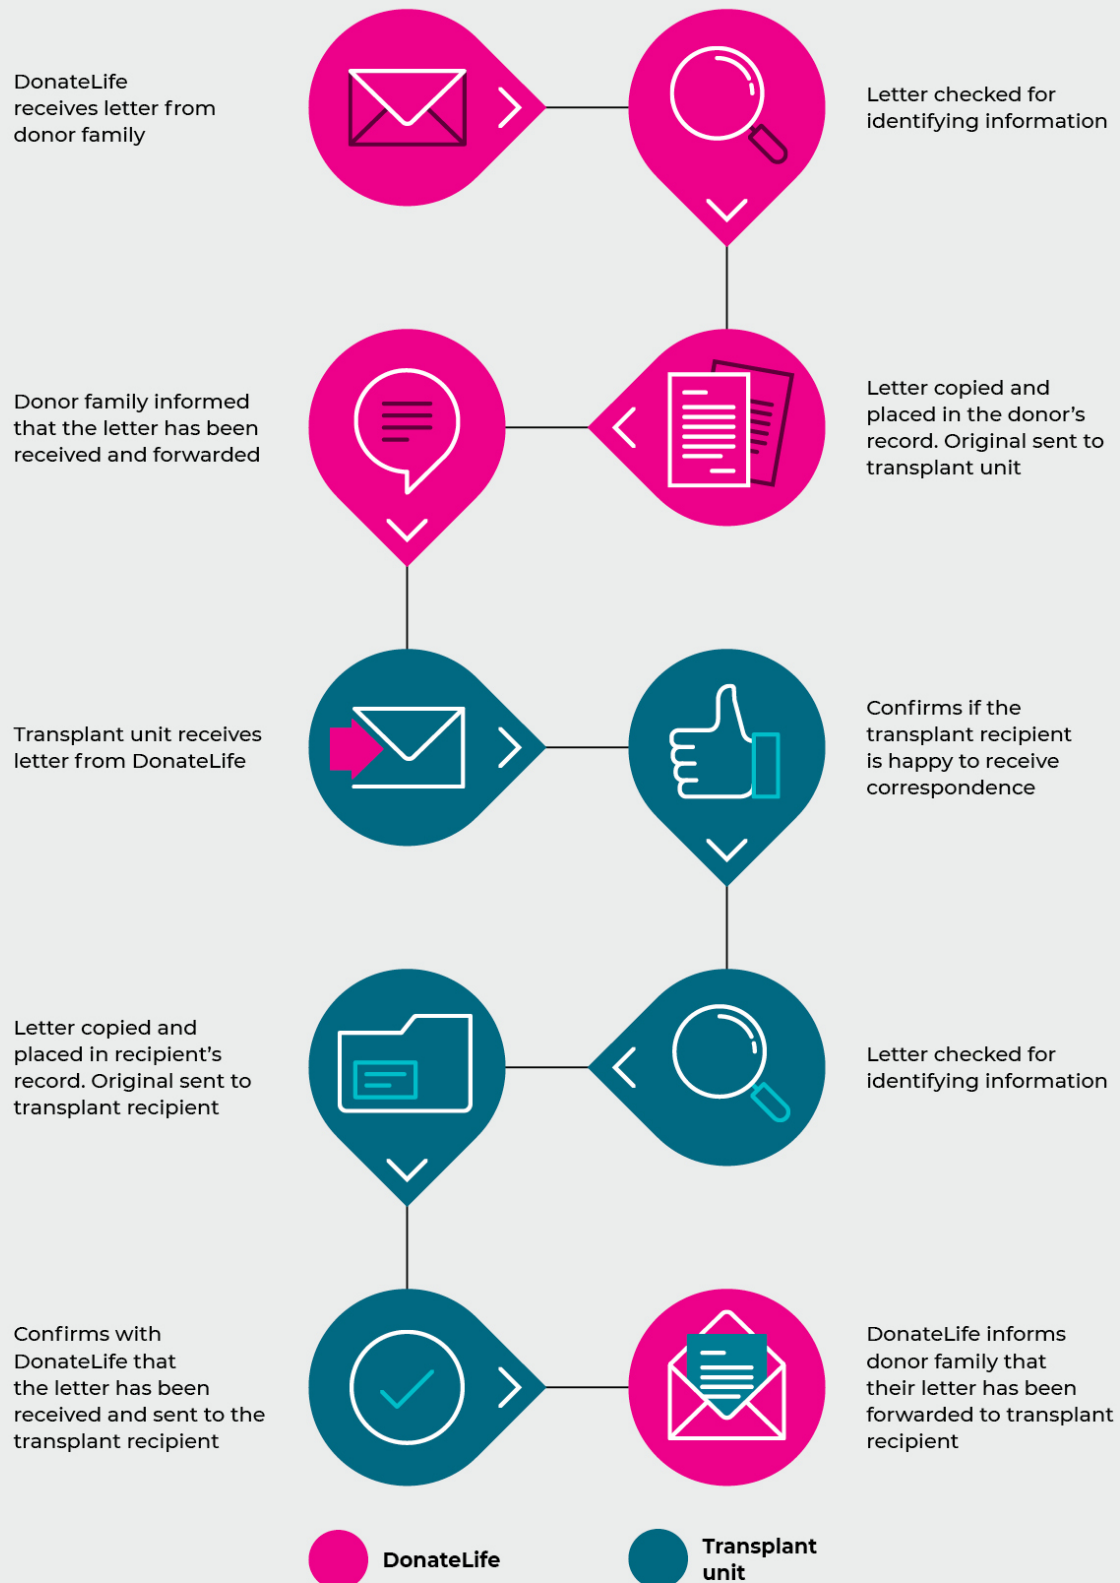 DonateLife
receives letter from
donor family
Letter checked for
identifying information
Letter copied and
placed in the donor's
record. Original sent to
transplant unit
Donor family informed
that the letter has been
received and forwarded
Transplant unit receives
letter from DonateLife
Confirms if the
transplant recipient
is happy to receive
correspondence
Letter checked for
identifying information
Letter copied and
placed in recipient's
record. Original sent to
transplant recipient
Confirms with
DonateLife that
the letter has been
received and sent to the
transplant recipient
DonateLife informs
donor family that
their letter has been
forwarded to transplant
recipient
DonateLife
Transplant
unit